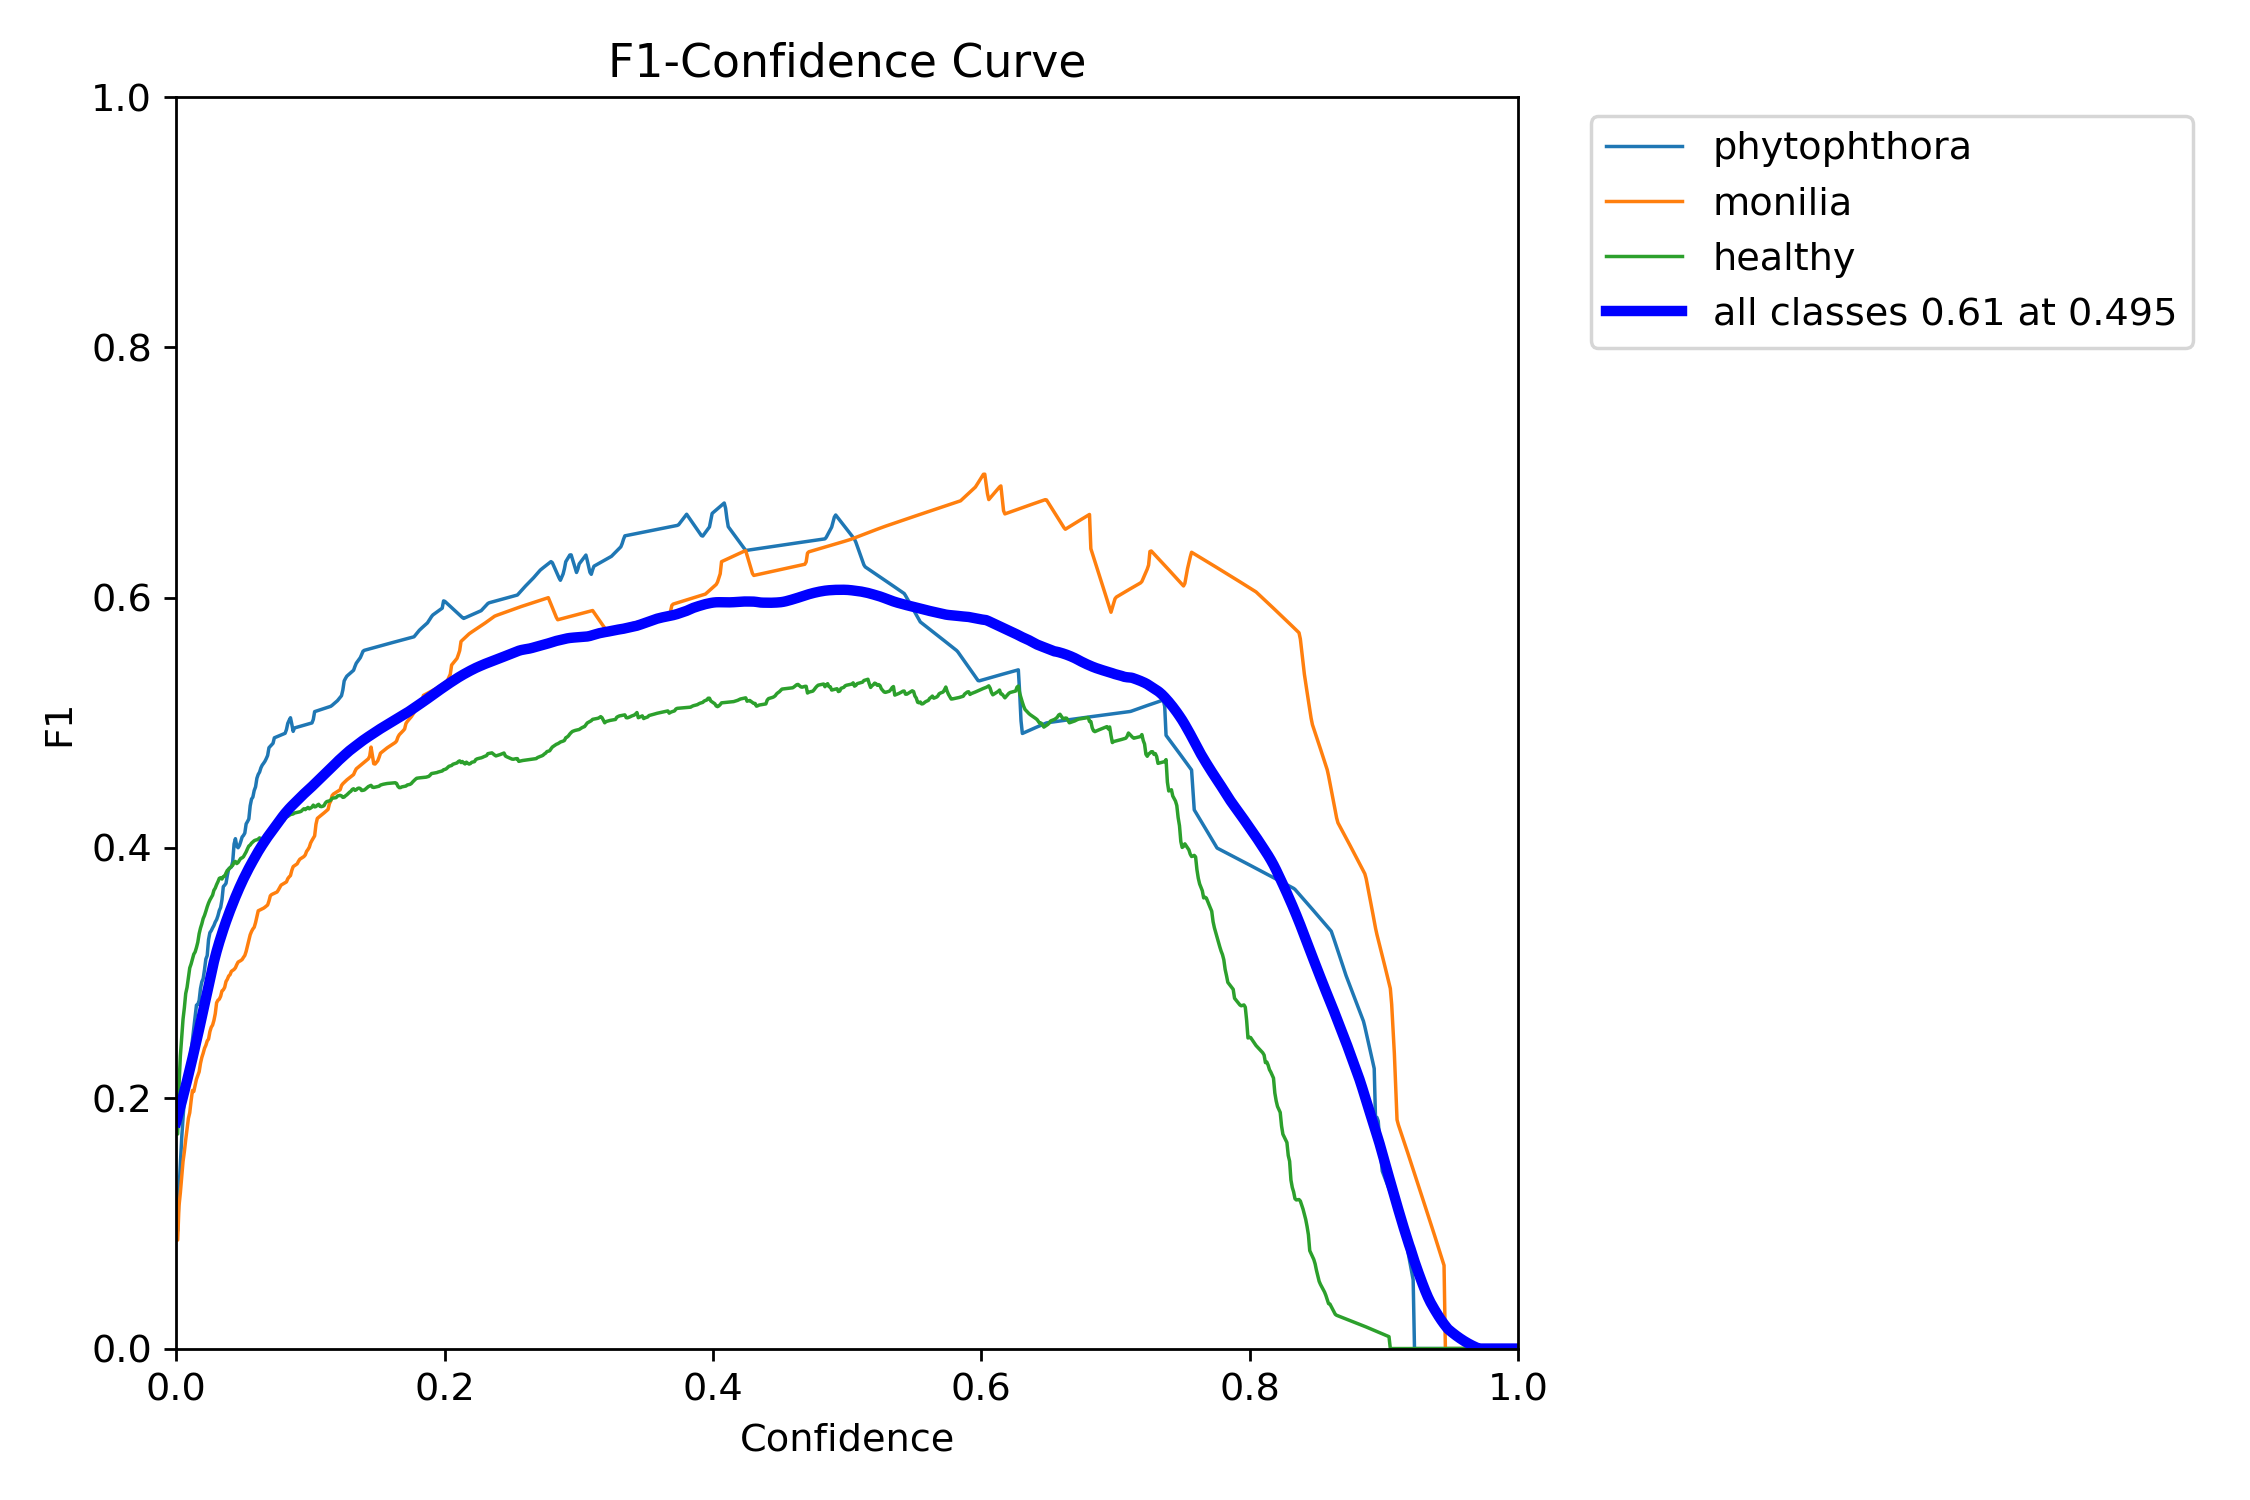 F1-Confidence Curve
1.0
0.8
0.6
0.4
0.2
0.0
F1
0.0 0.2 0.4 0.6 0.8 1.0
Confidence
phytophthora
monilia
healthy
all classes 0.61 at 0.495